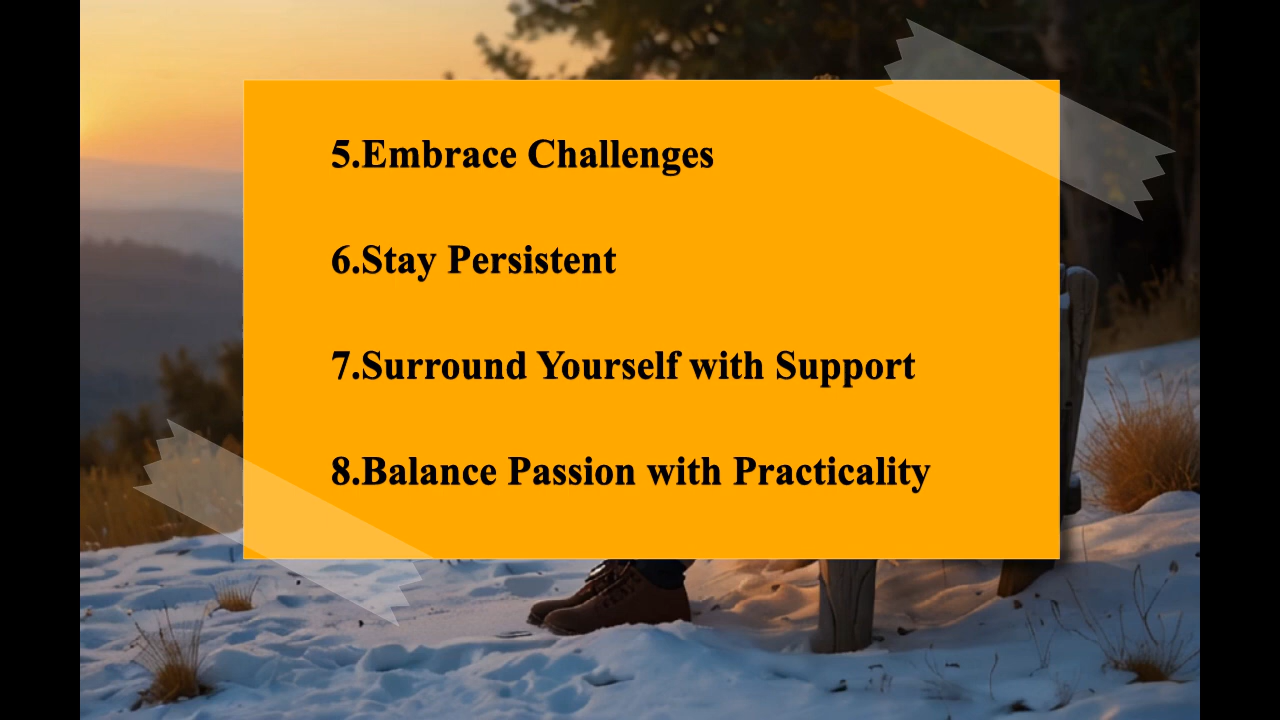 5.Embrace Challenges
6.Stay Persistent
7.Surround Yourself with Support
8.Balance Passion with Practicality